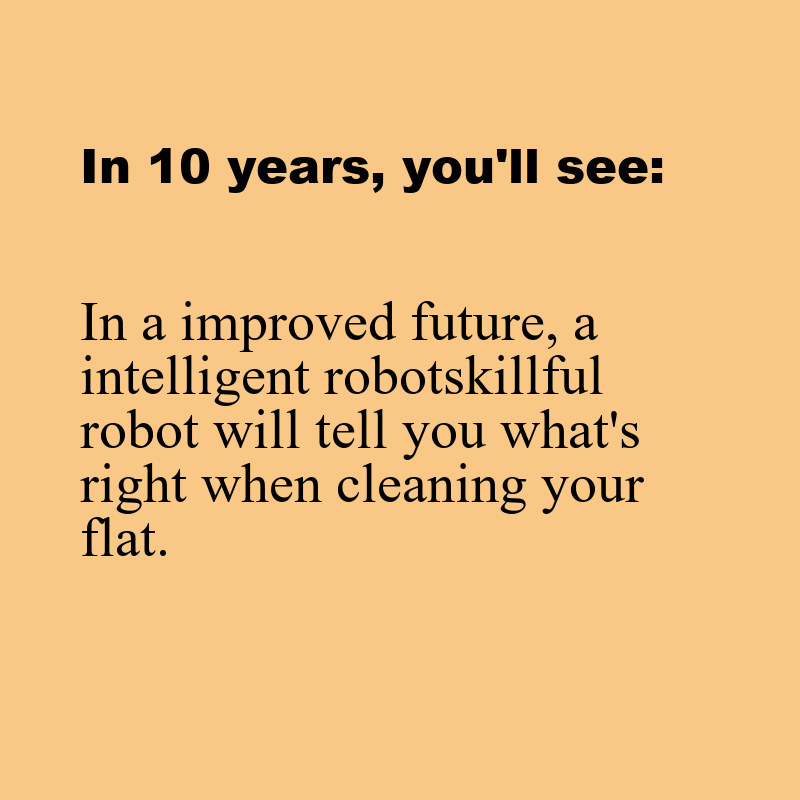 In 10 years, you'll see:
In a improved future, a
intelligent robotskillful
robot will tell you what's
right when cleaning your
flat.